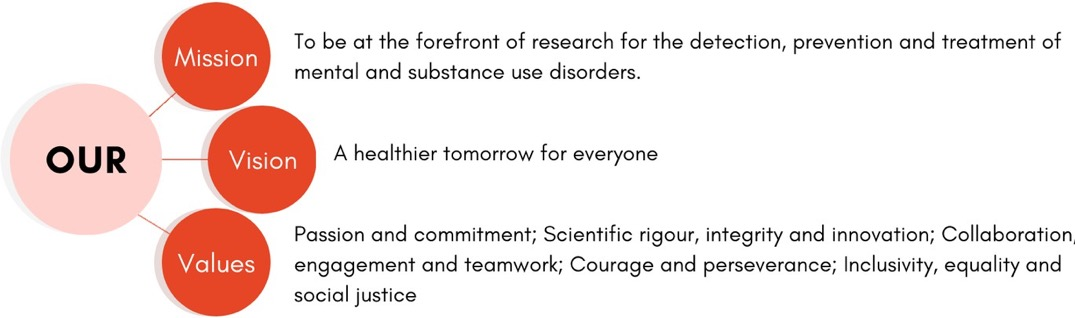 OUR
Mission
To be at the forefront of research for the detection, prevention and treatment of
mental and substance use disorders.
Vision
A healthier tomorrow for everyone
Values
Passion and commitment; Scientific rigour, integrity and innovation; Collaboration,
engagement and teamwork; Courage and perseverance; Inclusivity, equality and
social justice